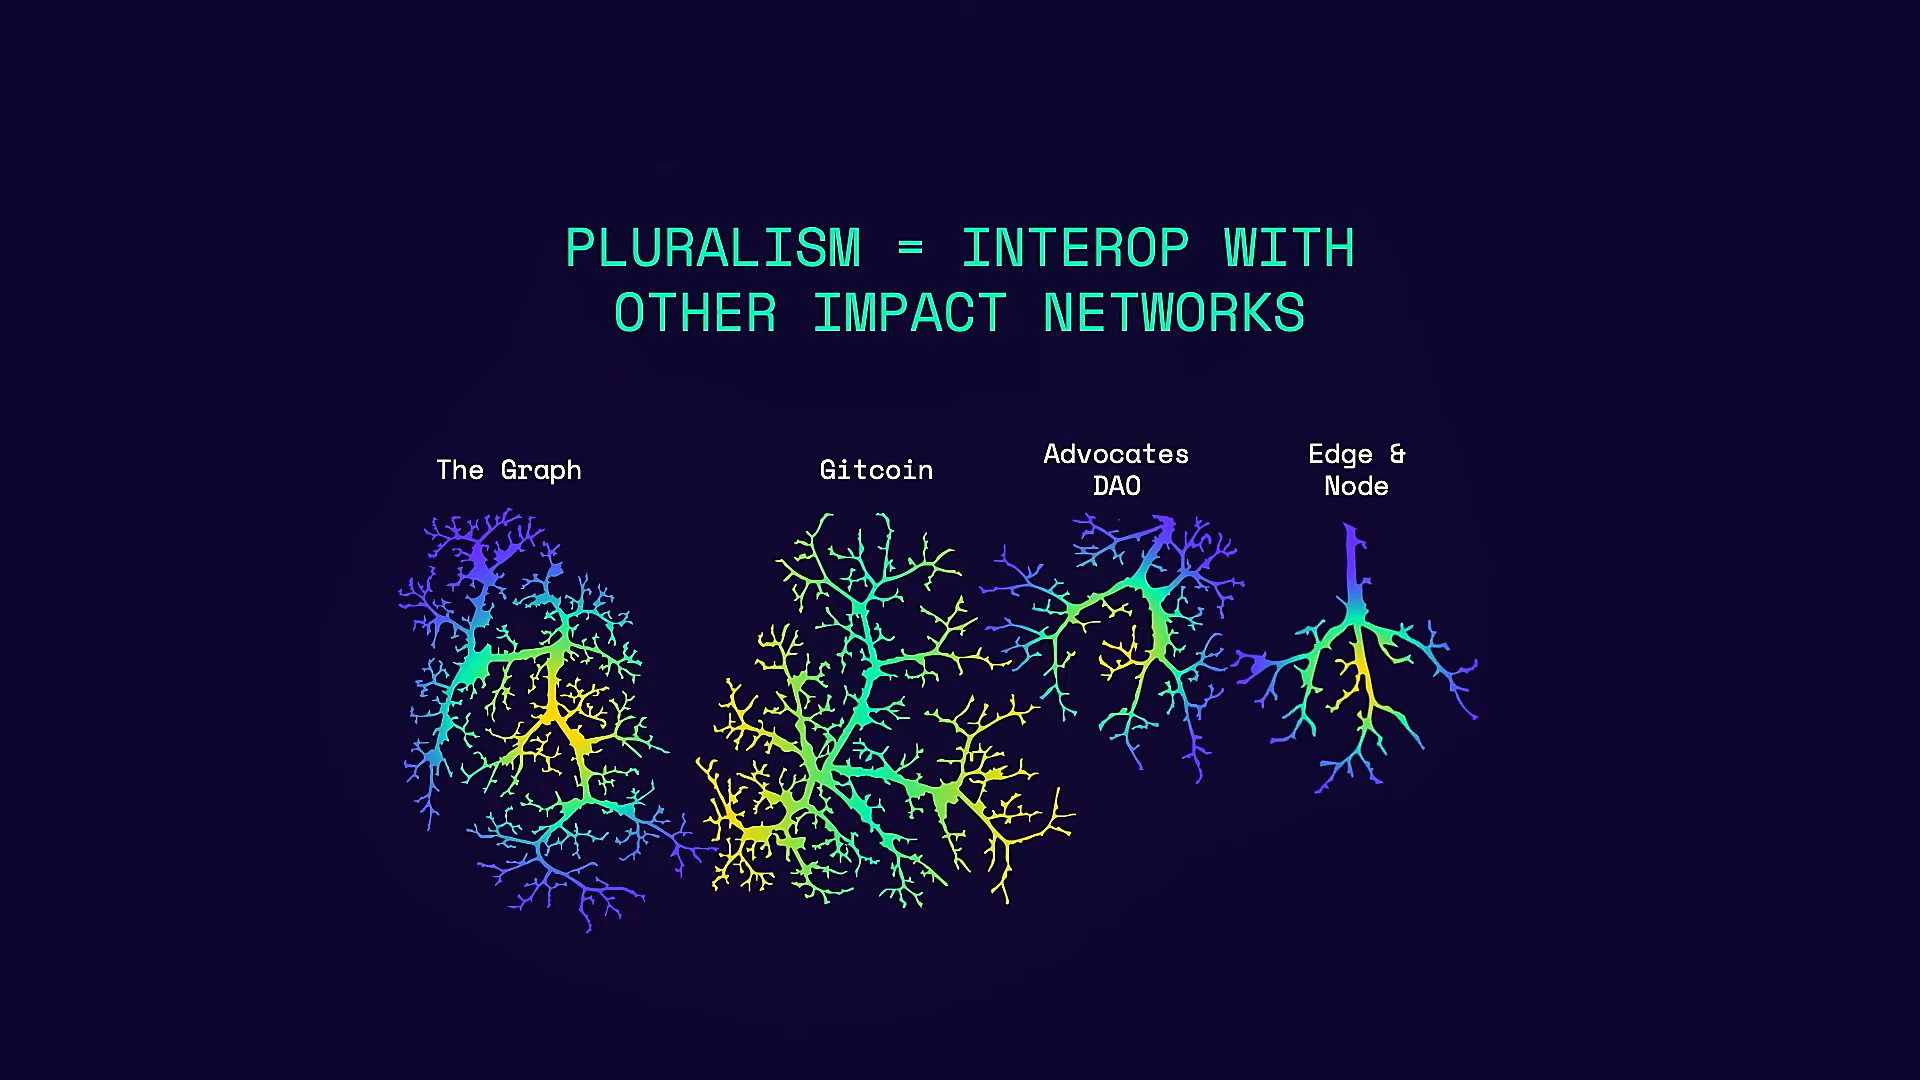 PLURALISM = INTEROP WITH
OTHER IMPACT NETWORKS
The Graph
Gitcoin
Advocates
DAO
Edge &
Node